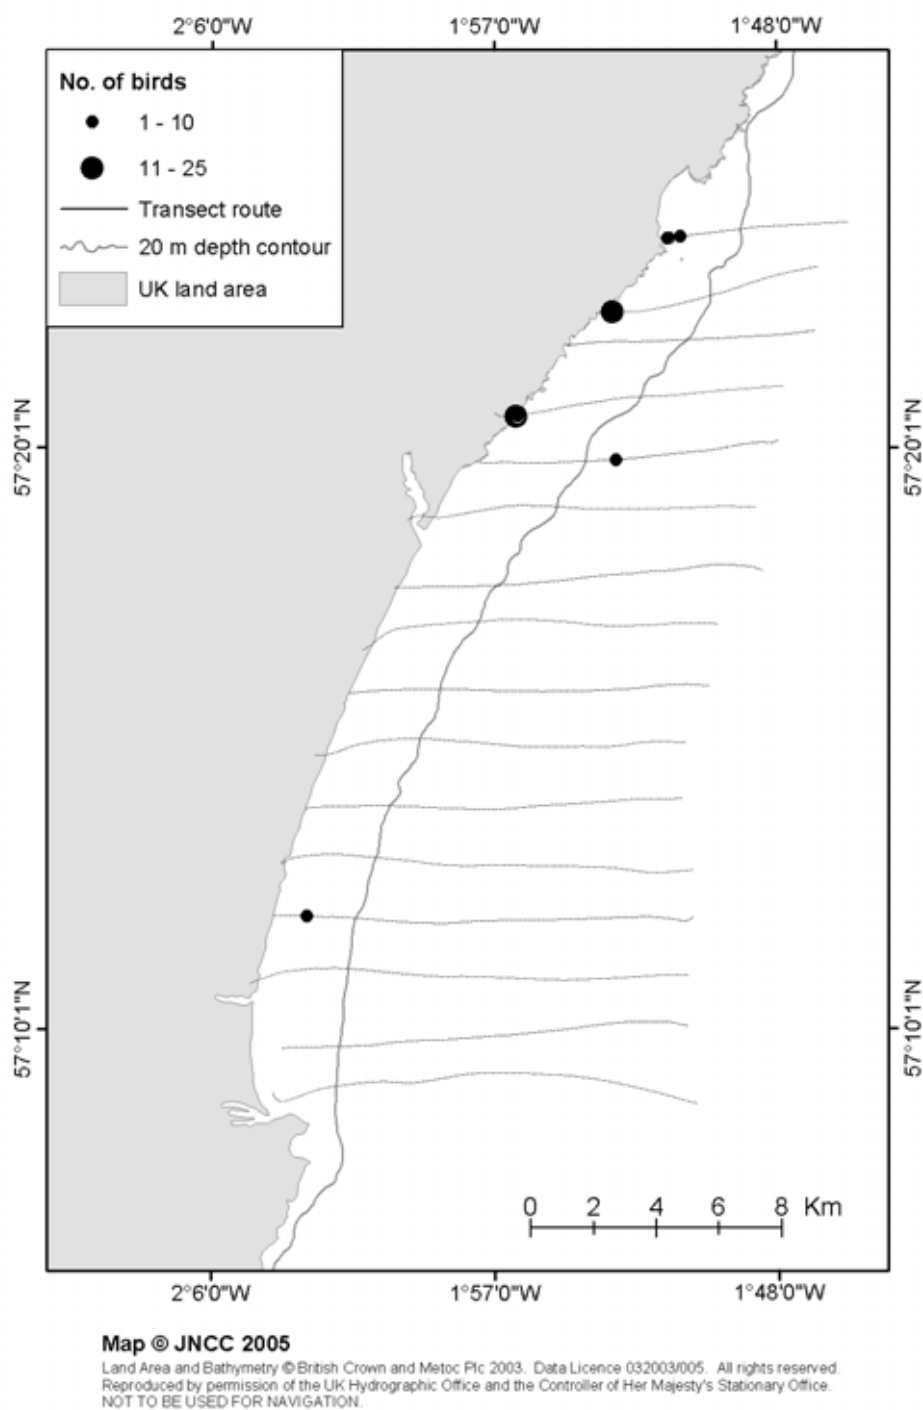 2°6'0"W 1°57'0"W 1°48'0"W
No. of birds
1 - 10
11 - 25
Transect route
20 m depth contour
UK land area
57°20'1"N 57°20'1"N
57°10'1"N 57°10'1"N
0 2 4 6 8 Km
2°6'0"W 1°57'0"W 1°48'0"W
Map © JNCC 2005
Land Area and Bathymetry © British Crown and Metoc Plc 2003. Data Licence 032003/005. All rights reserved.
Reproduced by permission of the UK Hydrographic Office and the Controller of Her Majesty's Stationary Office.
NOT TO BE USED FOR NAVIGATION.